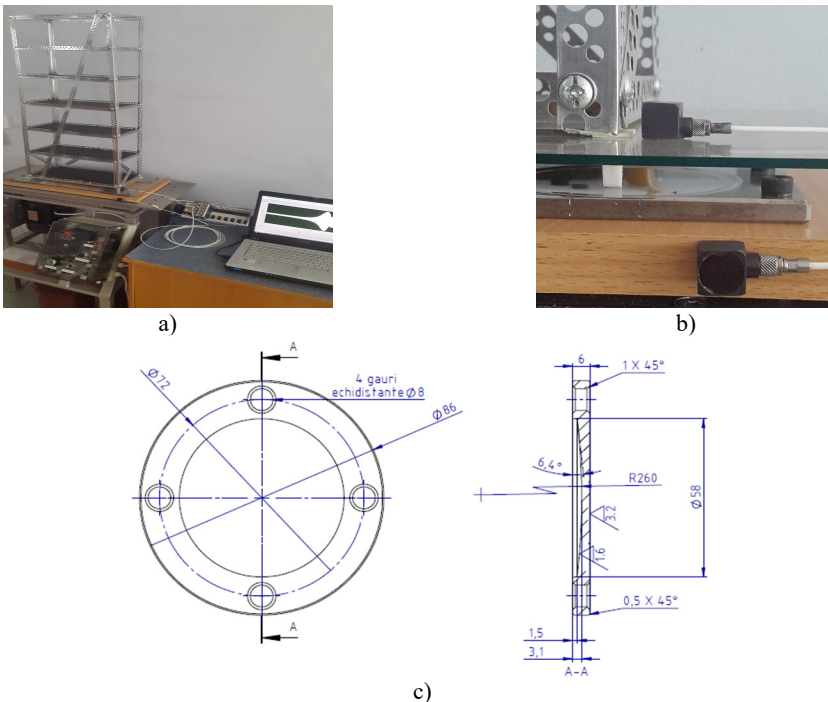 a)
b)
A
Ø72
4 gauri
echidistante Ø8
Ø86
A
6
1 X 45°
6,4°
R260
Ø58
3.2
1.6
0,5 X 45°
1,5
3,1
A-A
c)